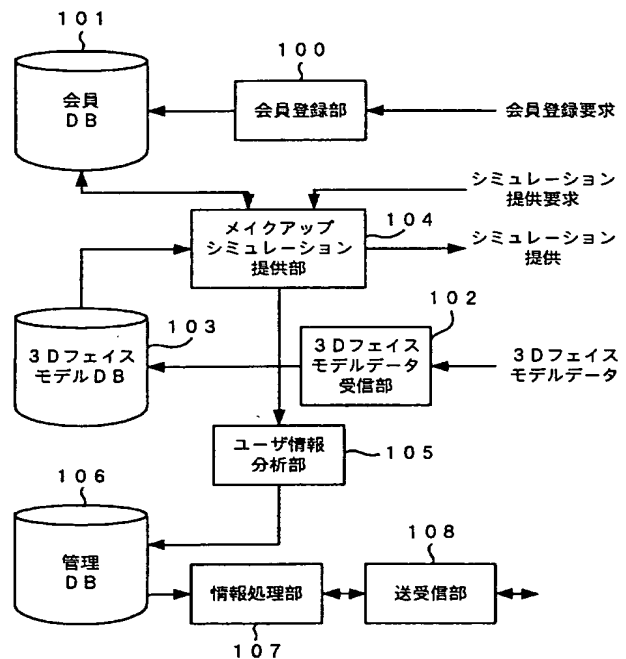 １０１
１００
会員
ＤＢ
会員登録部
会員登録要求
シミュレーション
提供要求
メイクアップ
シミュレーション
提供部
１０４
シミュレーション
提供
１０３
１０２
３Ｄフェイス
モデルＤＢ
３Ｄフェイス
モデルデータ
受信部
３Ｄフェイス
モデルデータ
ユーザ情報
分析部
１０５
１０６
管理
ＤＢ
１０８
情報処理部
送受信部
１０７